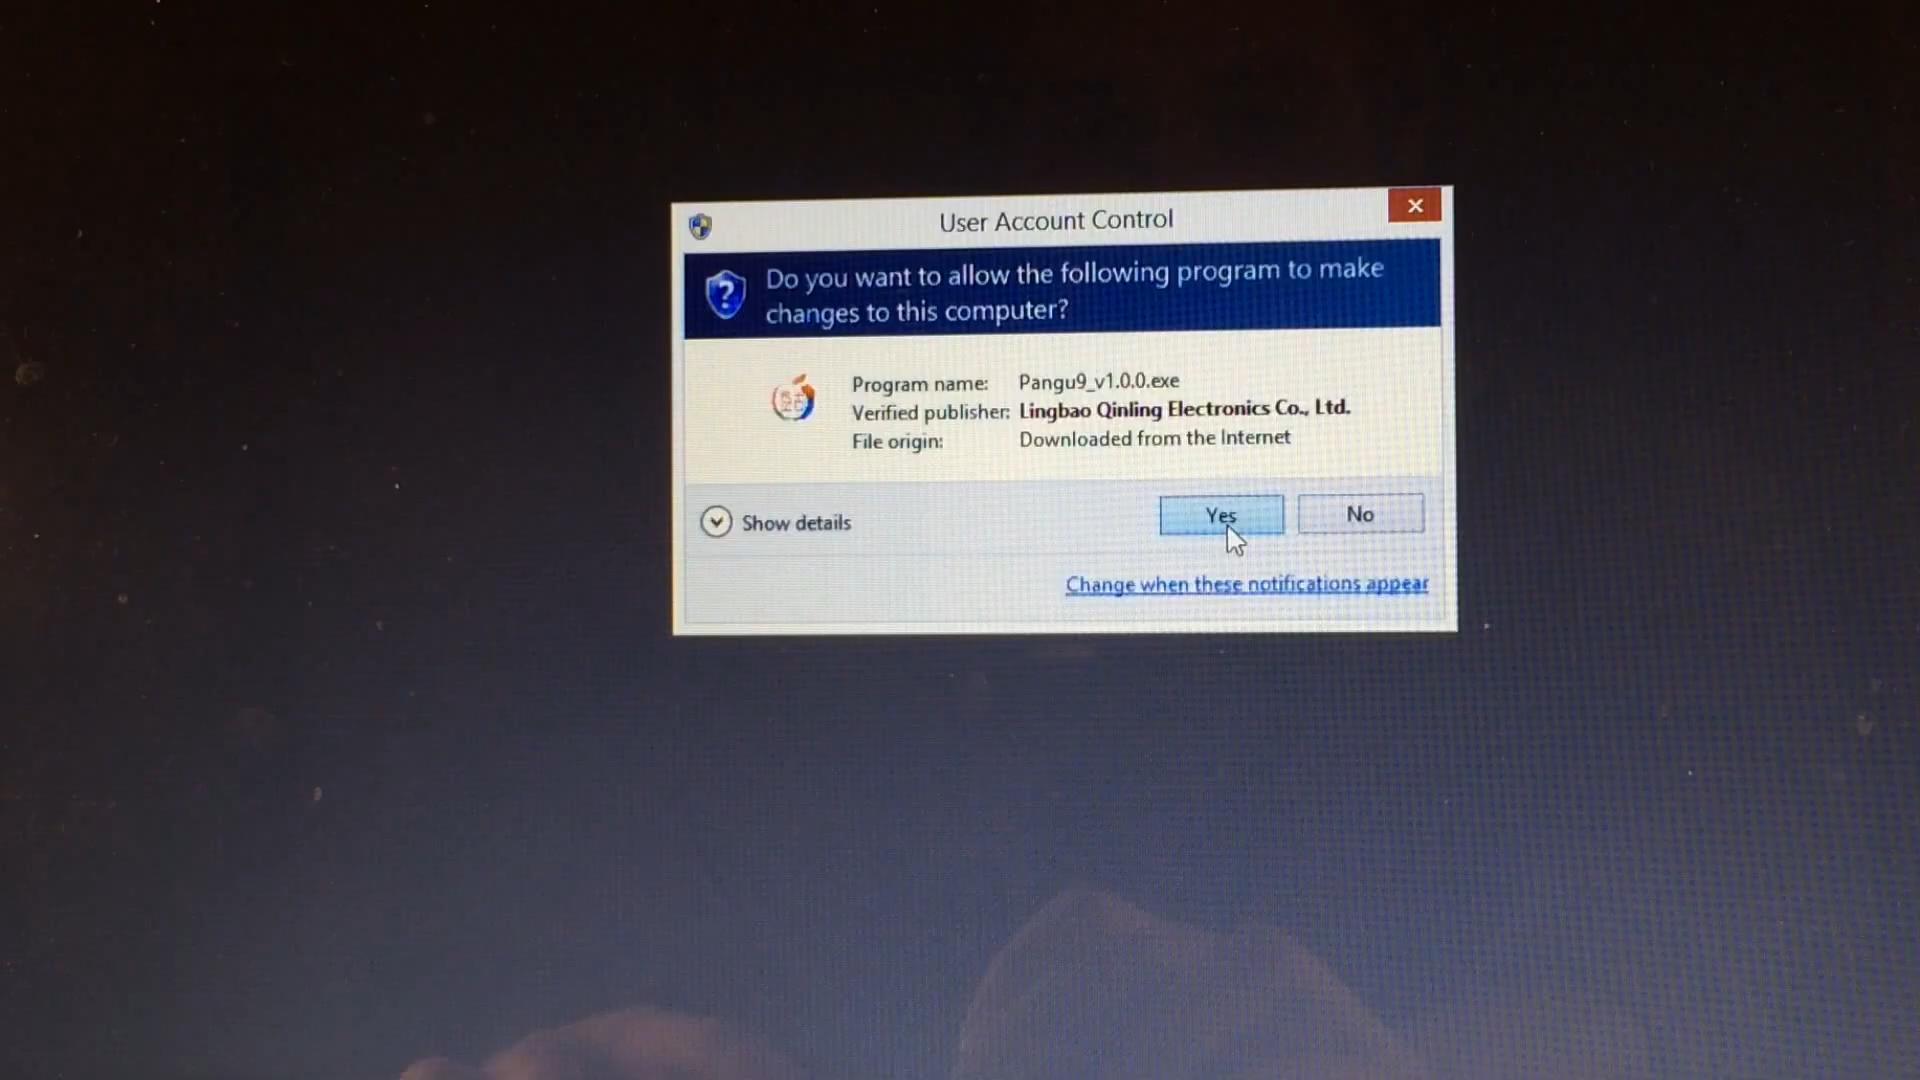 User Account Control
Do you want to allow the following program to make
changes to this computer?
Program name: Pangu9_v1.0.0.exe
Verified publisher: Lingbao Qinling Electronics Co., Ltd.
File origin: Downloaded from the Internet
Show details
Yes
No
Change when these notifications appear